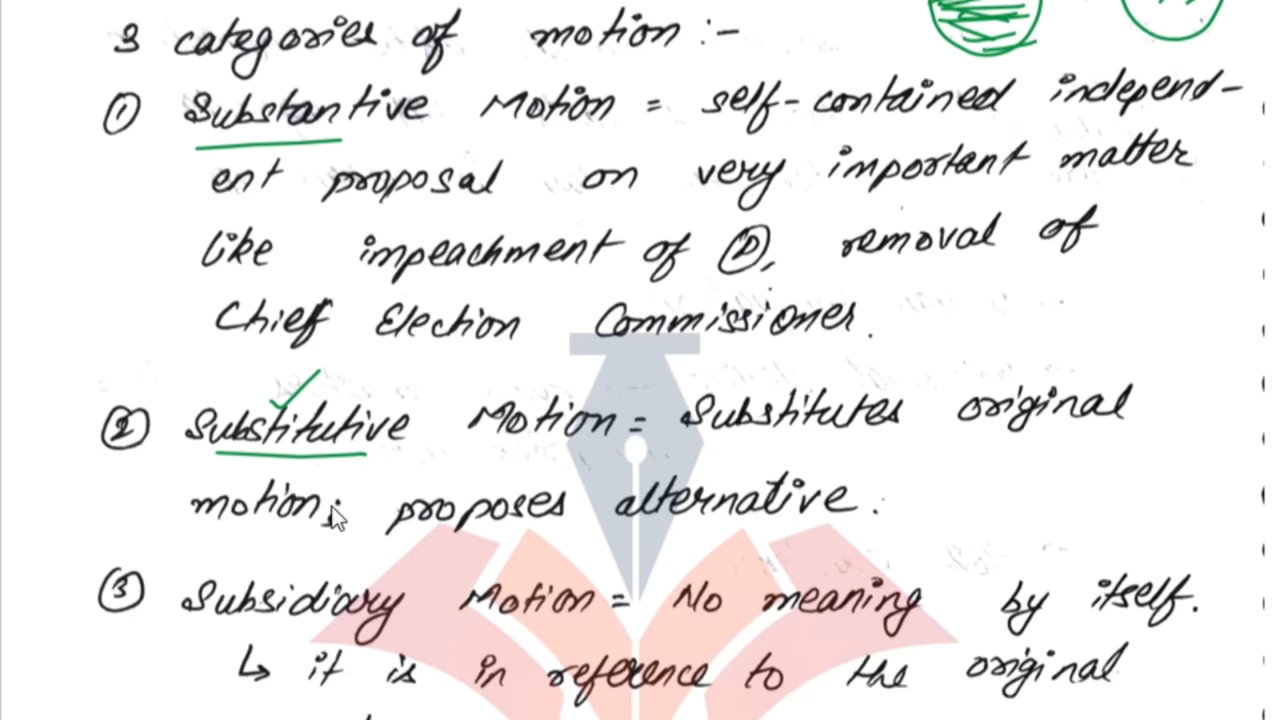 3 categories of motion :-
① Substantive Motion = self-contained independ-
ent proposal on very important matter
like impeachment of Ⓟ, removal of
Chief Election Commissioner.
② Substitutive Motion = Substitutes original
motion; proposes alternative.
③ Subsidiary Motion = No meaning by itself.
↳ it is in reference to the original